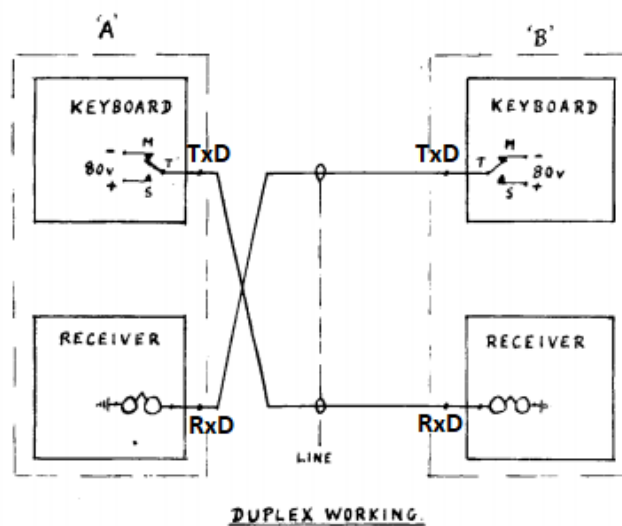 'A'
'B'
KEYBOARD
M
-
80v
+
T
S
TxD
TxD
KEYBOARD
T
M
-
80v
+
S
RECEIVER
RxD
LINE
RxD
RECEIVER
DUPLEX WORKING.